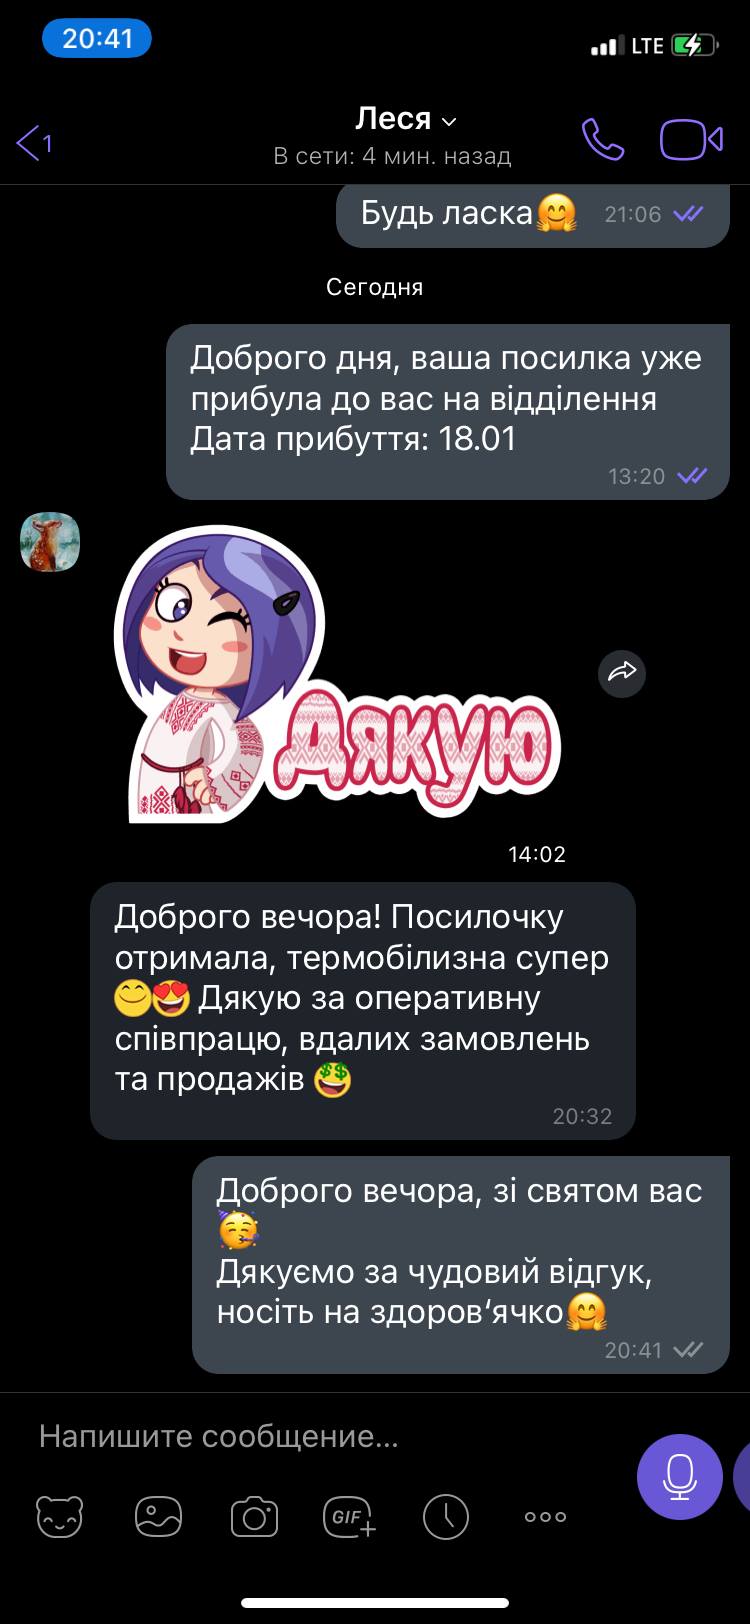 20:41
LTE
1
Леся
В сети: 4 мин. назад
Будь ласка🤗
21:06
Сегодня
Доброго дня, ваша посилка уже
прибула до вас на відділення
Дата прибуття: 18.01
13:20
Дякую
14:02
Доброго вечора! Посилочку
отримала, термобілизна супер
😊😍 Дякую за оперативну
співпрацю, вдалих замовлень
та продажів 🤑
20:32
Доброго вечора, зі святом вас
🥳
Дякуємо за чудовий відгук,
носіть на здоров‘ячко🤗
20:41
Напишите сообщение...
GIF